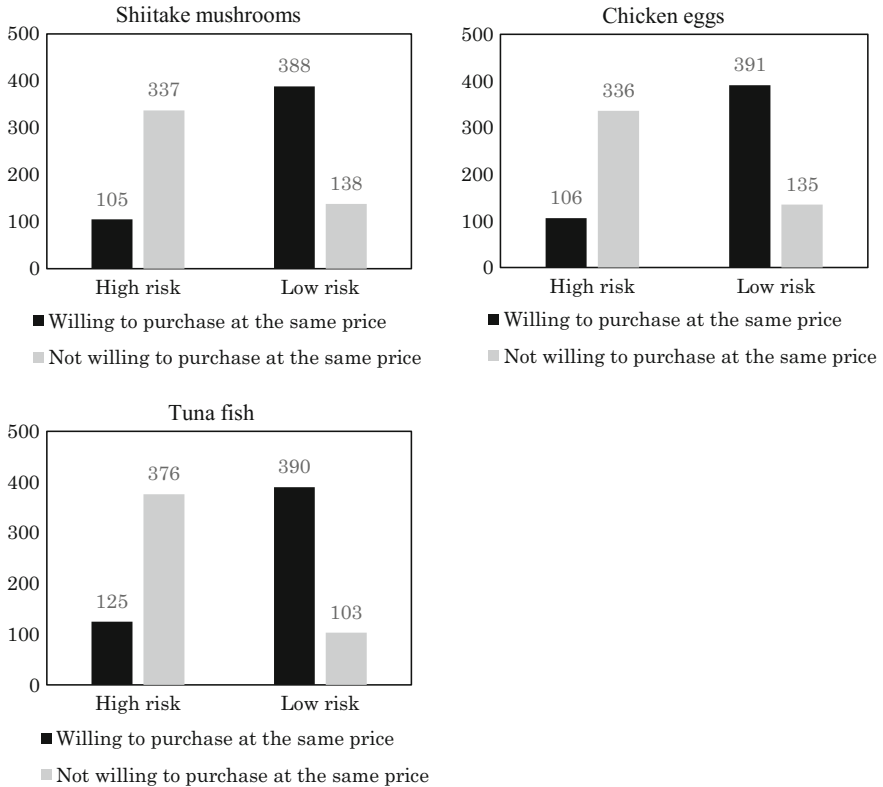 Shiitake mushrooms
500
400
300
200
100
0
105
337
388
138
High risk
Low risk
Willing to purchase at the same price
Not willing to purchase at the same price
Chicken eggs
500
400
300
200
100
0
106
336
391
135
High risk
Low risk
Willing to purchase at the same price
Not willing to purchase at the same price
Tuna fish
500
400
300
200
100
0
125
376
390
103
High risk
Low risk
Willing to purchase at the same price
Not willing to purchase at the same price